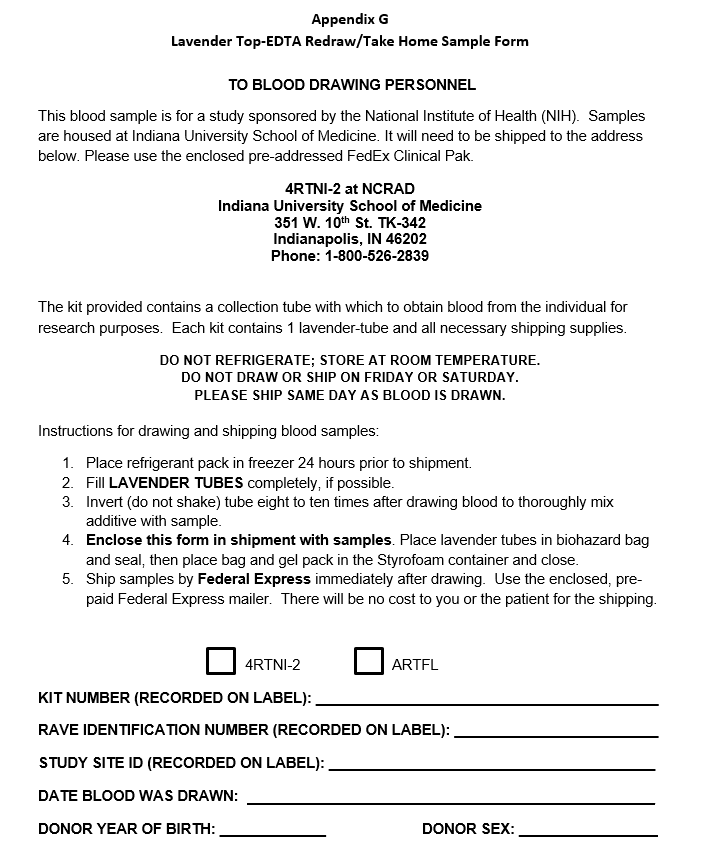 Appendix G
Lavender Top-EDTA Redraw/Take Home Sample Form
TO BLOOD DRAWING PERSONNEL
This blood sample is for a study sponsored by the National Institute of Health (NIH).  Samples
are housed at Indiana University School of Medicine. It will need to be shipped to the address
below. Please use the enclosed pre-addressed FedEx Clinical Pak.
4RTNI-2 at NCRAD
Indiana University School of Medicine
351 W. 10th St. TK-342
Indianapolis, IN 46202
Phone: 1-800-526-2839
The kit provided contains a collection tube with which to obtain blood from the individual for
research purposes.  Each kit contains 1 lavender-tube and all necessary shipping supplies.
DO NOT REFRIGERATE; STORE AT ROOM TEMPERATURE.
DO NOT DRAW OR SHIP ON FRIDAY OR SATURDAY.
PLEASE SHIP SAME DAY AS BLOOD IS DRAWN.
Instructions for drawing and shipping blood samples:
1. Place refrigerant pack in freezer 24 hours prior to shipment.
2. Fill LAVENDER TUBES completely, if possible.
3. Invert (do not shake) tube eight to ten times after drawing blood to thoroughly mix
additive with sample.
4. Enclose this form in shipment with samples. Place lavender tubes in biohazard bag
and seal, then place bag and gel pack in the Styrofoam container and close.
5. Ship samples by Federal Express immediately after drawing.  Use the enclosed, pre-
paid Federal Express mailer.  There will be no cost to you or the patient for the shipping.
4RTNI-2 ARTFL
KIT NUMBER (RECORDED ON LABEL):
RAVE IDENTIFICATION NUMBER (RECORDED ON LABEL):
STUDY SITE ID (RECORDED ON LABEL):
DATE BLOOD WAS DRAWN:
DONOR YEAR OF BIRTH: DONOR SEX: